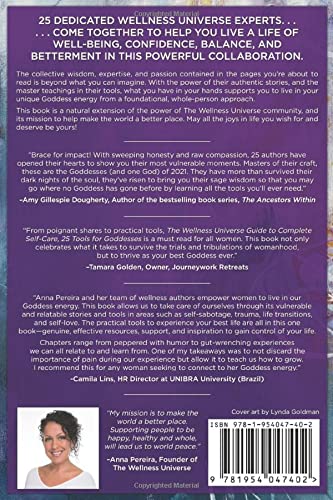 25 DEDICATED WELLNESS UNIVERSE EXPERTS. . .
. . . COME TOGETHER TO HELP YOU LIVE A LIFE OF
WELL-BEING, CONFIDENCE, BALANCE, AND
BETTERMENT IN THIS POWERFUL COLLABORATION.
The collective wisdom, expertise, and passion contained in the pages you're about to
read is beyond what you can imagine. With the power of their authentic stories, and the
master teachings in their tools, what you have in your hands supports you to live in your
unique Goddess energy from a foundational, whole-person approach.
This book is a natural extension of the power of The Wellness Universe community, and
its mission to help make the world a better place. May all the joys in life you wish for and
deserve be yours!
"Brace for impact! With sweeping honesty and raw compassion, 25 authors have
opened their hearts to show you their most vulnerable moments. Masters of their craft,
these are the Goddesses (and one God) of 2021. They have more than survived their
dark nights of the soul, they've risen to bring you their sage wisdom so that you may
go where no Goddess has gone before by learning all the tools you'll ever need."
-Amy Gillespie Dougherty, Author of the bestselling book series, The Ancestors Within
"From poignant shares to practical tools, The Wellness Universe Guide to Complete
Self-Care, 25 Tools for Goddesses is a must read for all women. This book not only
celebrates what it takes to survive the trials and tribulations of womanhood,
but to thrive as your best Goddess ever."
-Tamara Golden, Owner, Journeywork Retreats
"Anna Pereira and her team of wellness authors empower women to live in our
Goddess energy. This book allows us to take care of ourselves through its vulnerable
and relatable stories and tools in areas such as self-sabotage, trauma, life transitions,
and self-love. The practical tools to experience your best life are all in this one
book—genuine, effective resources, support, and inspiration to gain control of your life.
Chapters range from peppered with humor to gut-wrenching experiences
we can all relate to and learn from. One of my takeaways was to not discard the
importance of pain during our experience but allow it to teach us how to grow.
I recommend this for any woman seeking to connect to her Goddess energy."
-Camila Lins, HR Director at UNIBRA University (Brazil)
"My mission is to make the
world a better place.
Supporting people to be
happy, healthy and whole,
will lead us to world peace."
~Anna Pereira, Founder of
The Wellness Universe
Cover art by Lynda Goldman
ISBN 978-1-954047-40-2
9 781954 047402